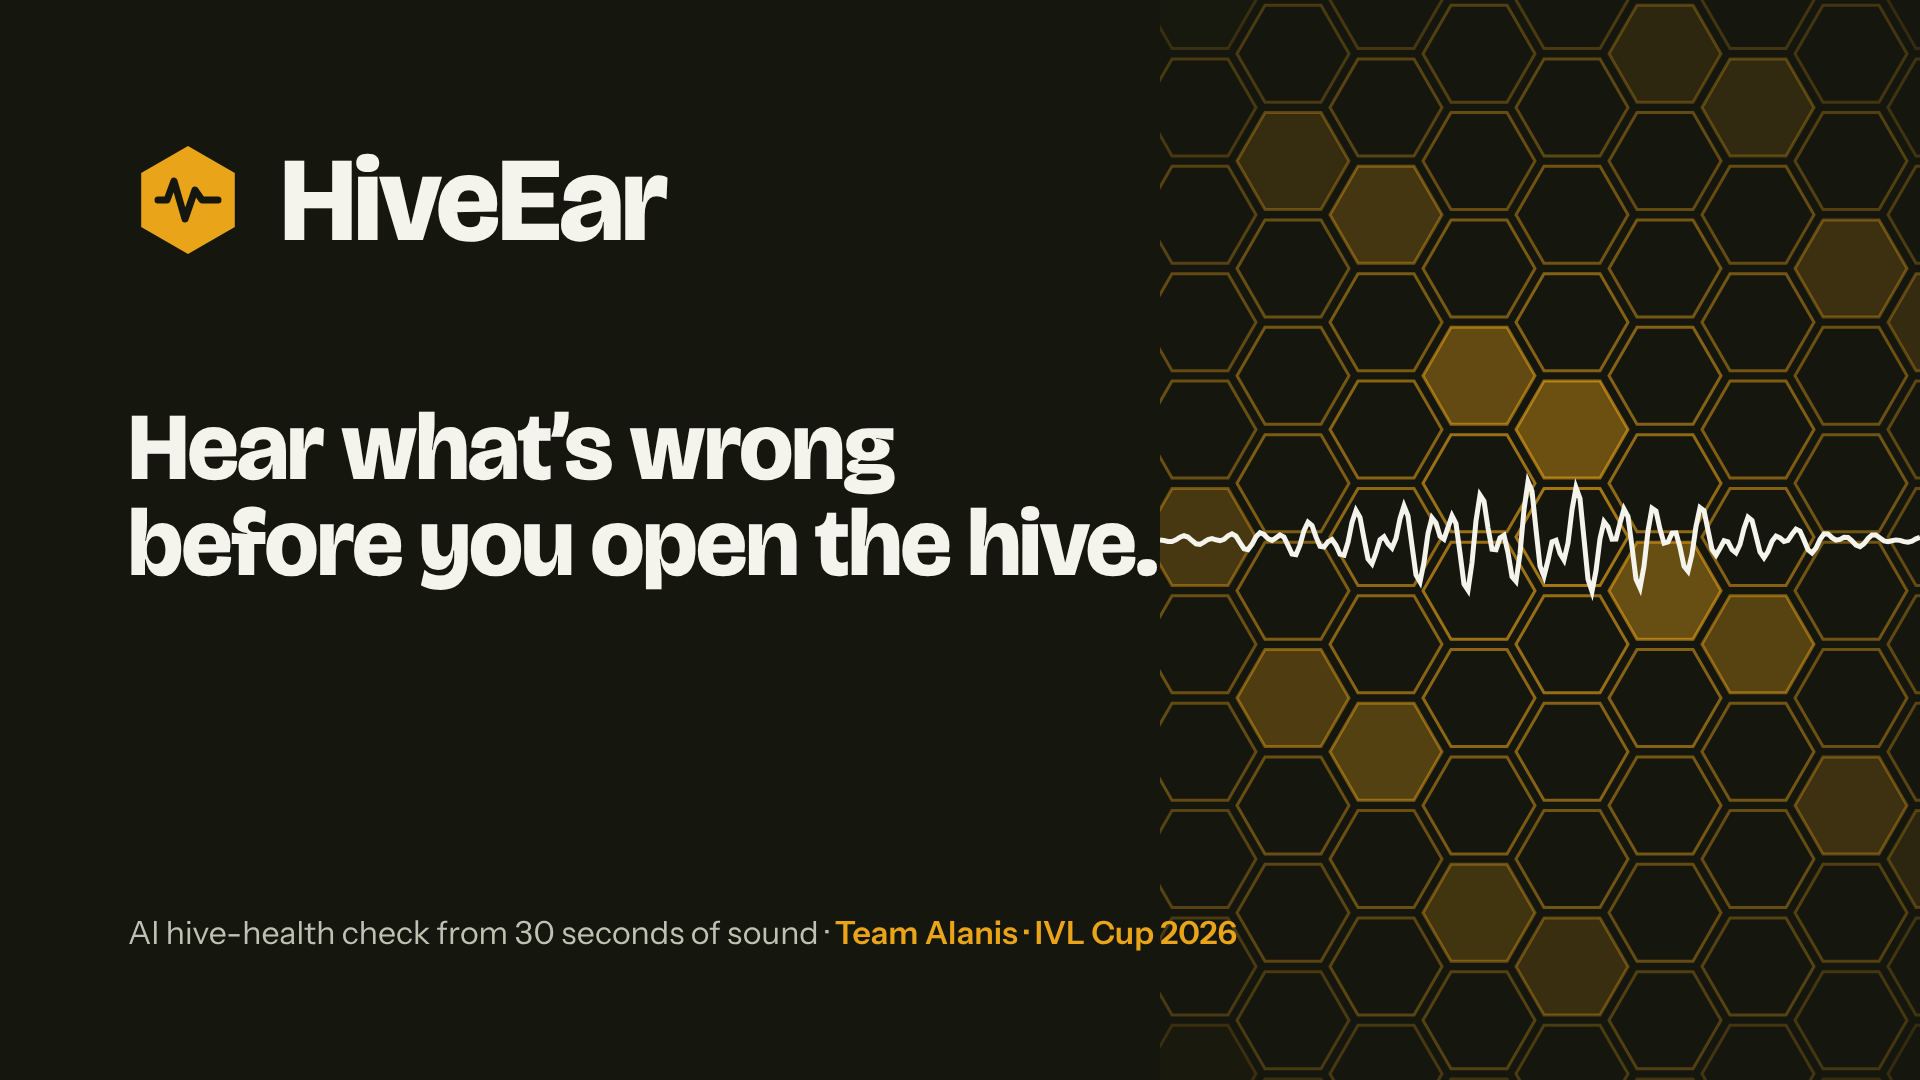 HiveEar
Hear what’s wrong
before you open the hive.
AI hive-health check from 30 seconds of sound · Team Alanis · IVL Cup 2026